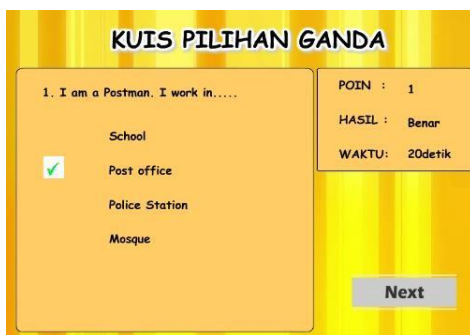 KUIS PILIHAN GANDA
1. I am a Postman. I work in.....
School
Post office
Police Station
Mosque
POIN : 1
HASIL : Benar
WAKTU: 20detik
Next